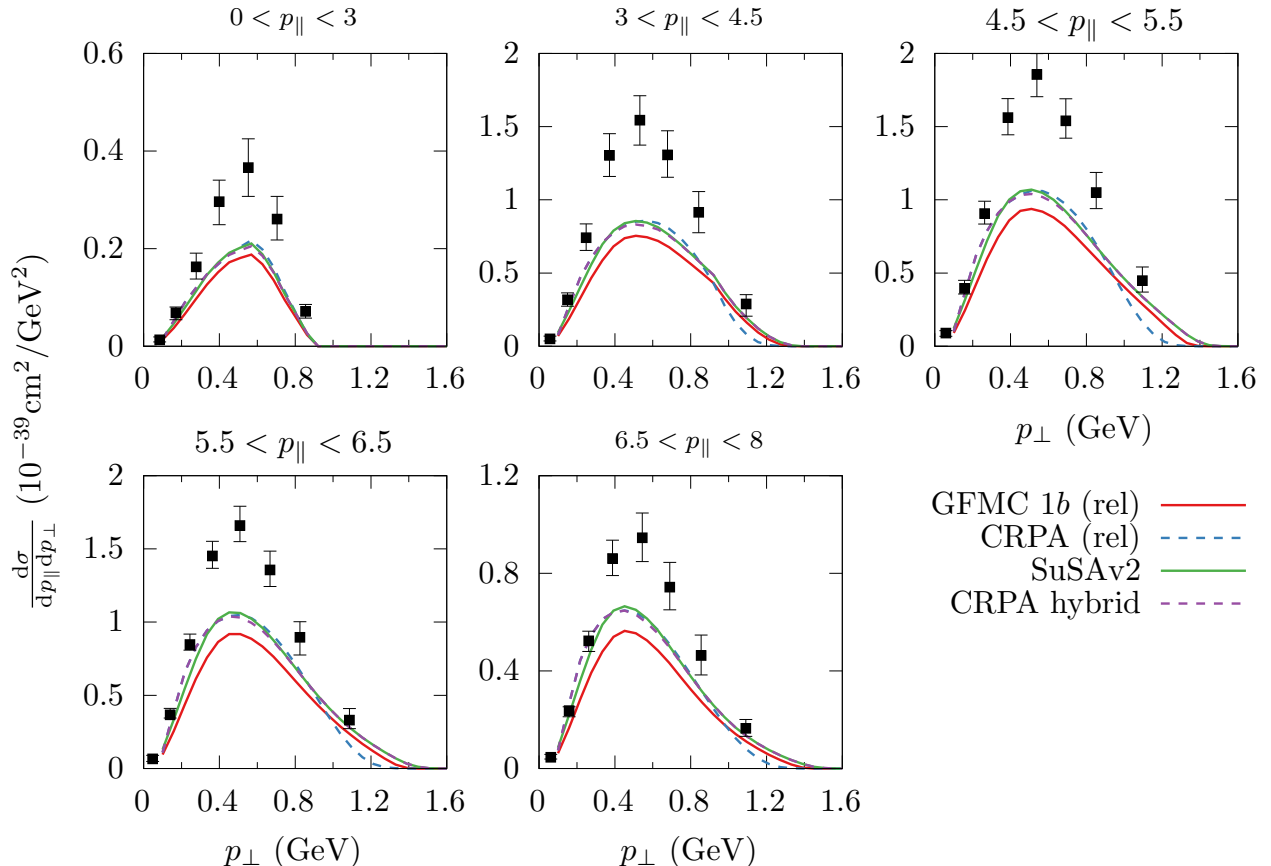 0 < p∥ < 3
3 < p∥ < 4.5
4.5 < p∥ < 5.5
0.6
0.4
0.2
0
2
1.5
1
0.5
0
2
1.5
1
0.5
0
0 0.4 0.8 1.2 1.6
0 0.4 0.8 1.2 1.6
0 0.4 0.8 1.2 1.6
p⊥ (GeV)
dσ/dp∥dp⊥ (10⁻³⁹cm²/GeV²)
5.5 < p∥ < 6.5
6.5 < p∥ < 8
2
1.5
1
0.5
0
1.2
0.8
0.4
0
0 0.4 0.8 1.2 1.6
0 0.4 0.8 1.2 1.6
p⊥ (GeV)
p⊥ (GeV)
GFMC 1b (rel)
CRPA (rel)
SuSAv2
CRPA hybrid